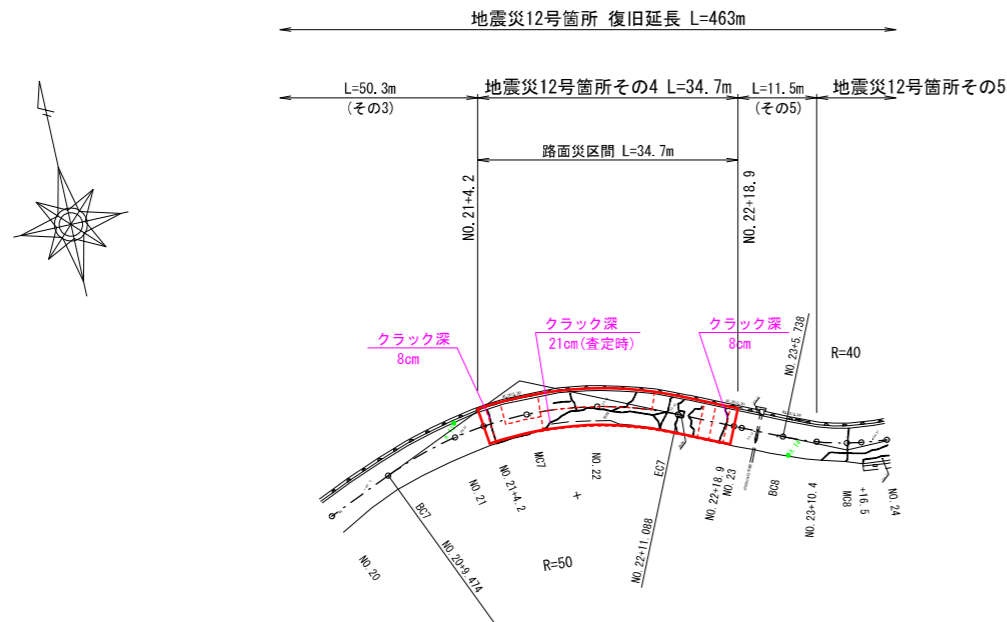 地震災12号箇所 復旧延長 L=463m
L=50.3m
(その3)
地震災12号箇所その4 L=34.7m
L=11.5m
(その5)
地震災12号箇所その5
路面災区間 L=34.7m
NO.21+4.2
NO.22+18.9
クラック深
8cm
クラック深
21cm(査定時)
クラック深
8cm
NO.23+5.738
R=40
NO.20
BC7
NO.20+9.474
NO.21
NO.21+4.2
MC7
NO.22
R=50
NO.22+11.088
EC7
NO.22+18.9
NO.23
BC8
NO.23+10.4
MC8
+16.5
NO.24